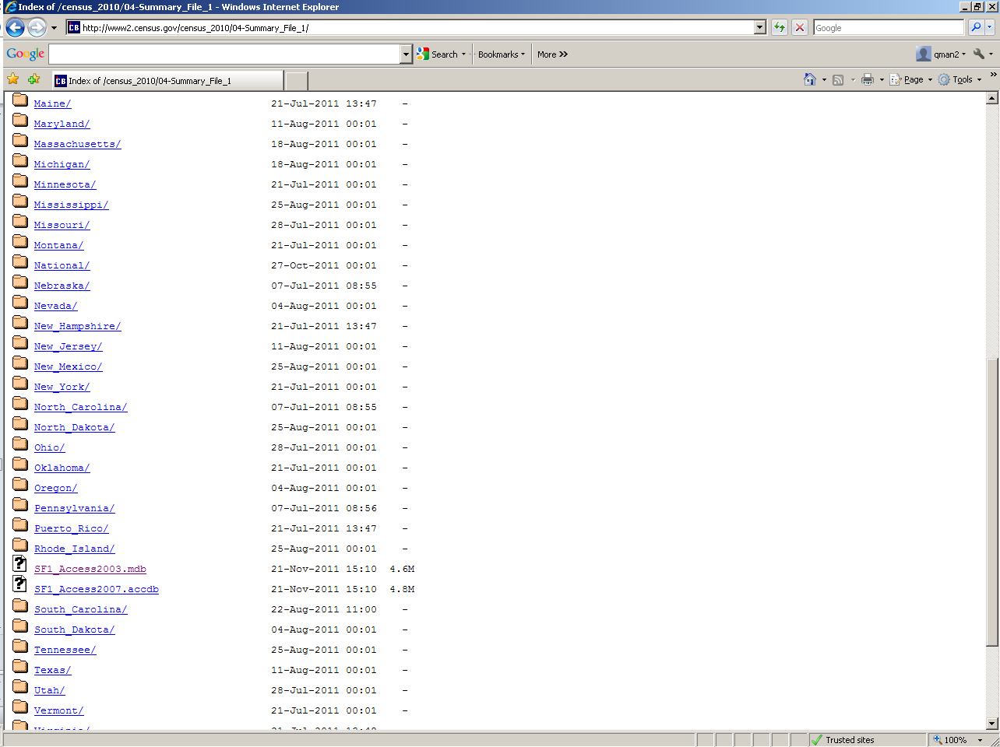 Index of /census_2010/04-Summary_File_1 - Windows Internet Explorer
http://www2.census.gov/census_2010/04-Summary_File_1/ Google
Google Search Bookmarks More >> qman2
Index of /census_2010/04-Summary_File_1 Page Tools >>
Maine/ 21-Jul-2011 13:47 -
Maryland/ 11-Aug-2011 00:01 -
Massachusetts/ 18-Aug-2011 00:01 -
Michigan/ 18-Aug-2011 00:01 -
Minnesota/ 21-Jul-2011 00:01 -
Mississippi/ 25-Aug-2011 00:01 -
Missouri/ 28-Jul-2011 00:01 -
Montana/ 21-Jul-2011 00:01 -
National/ 27-Oct-2011 00:01 -
Nebraska/ 07-Jul-2011 08:55 -
Nevada/ 04-Aug-2011 00:01 -
New_Hampshire/ 21-Jul-2011 13:47 -
New_Jersey/ 11-Aug-2011 00:01 -
New_Mexico/ 25-Aug-2011 00:01 -
New_York/ 21-Jul-2011 00:01 -
North_Carolina/ 07-Jul-2011 08:55 -
North_Dakota/ 25-Aug-2011 00:01 -
Ohio/ 28-Jul-2011 00:01 -
Oklahoma/ 21-Jul-2011 00:01 -
Oregon/ 04-Aug-2011 00:01 -
Pennsylvania/ 07-Jul-2011 08:56 -
Puerto_Rico/ 21-Jul-2011 13:47 -
Rhode_Island/ 25-Aug-2011 00:01 -
SF1_Access2003.mdb 21-Nov-2011 15:10 4.6M
SF1_Access2007.accdb 21-Nov-2011 15:10 4.8M
South_Carolina/ 22-Aug-2011 11:00 -
South_Dakota/ 04-Aug-2011 00:01 -
Tennessee/ 25-Aug-2011 00:01 -
Texas/ 11-Aug-2011 00:01 -
Utah/ 28-Jul-2011 00:01 -
Vermont/ 21-Jul-2011 00:01 -
Trusted sites 100%